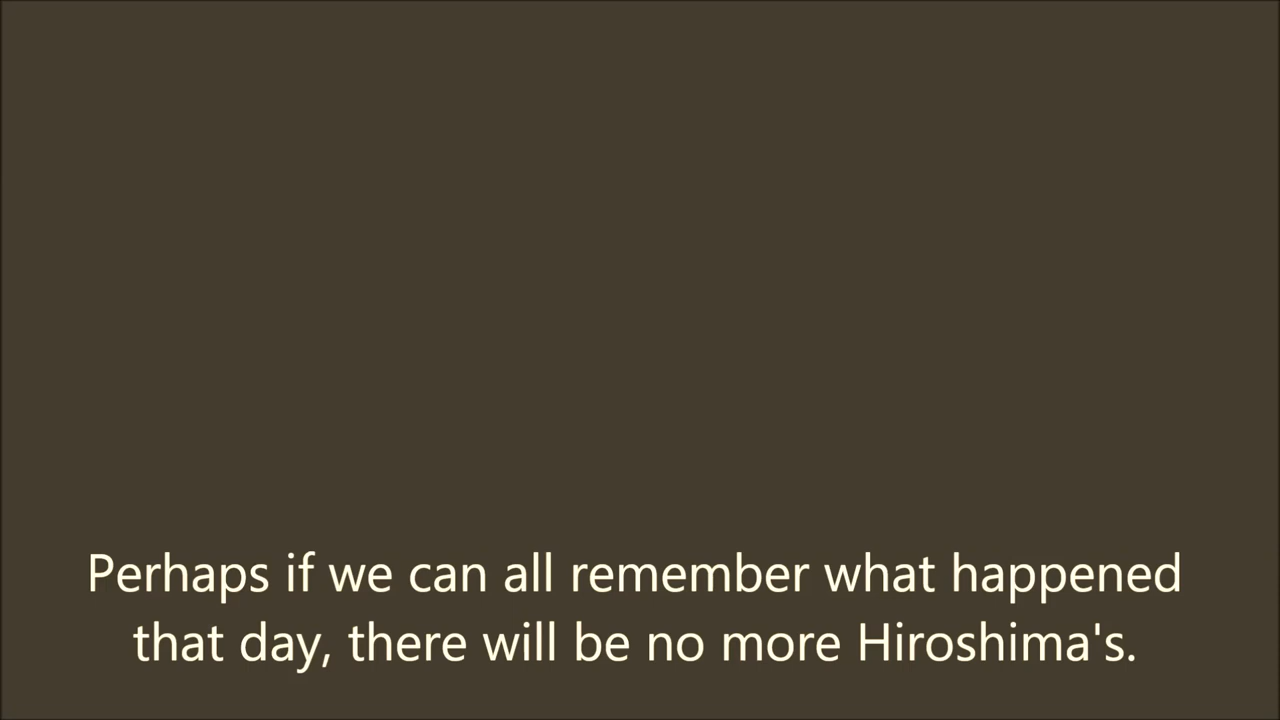 Perhaps if we can all remember what happened
that day, there will be no more Hiroshima's.